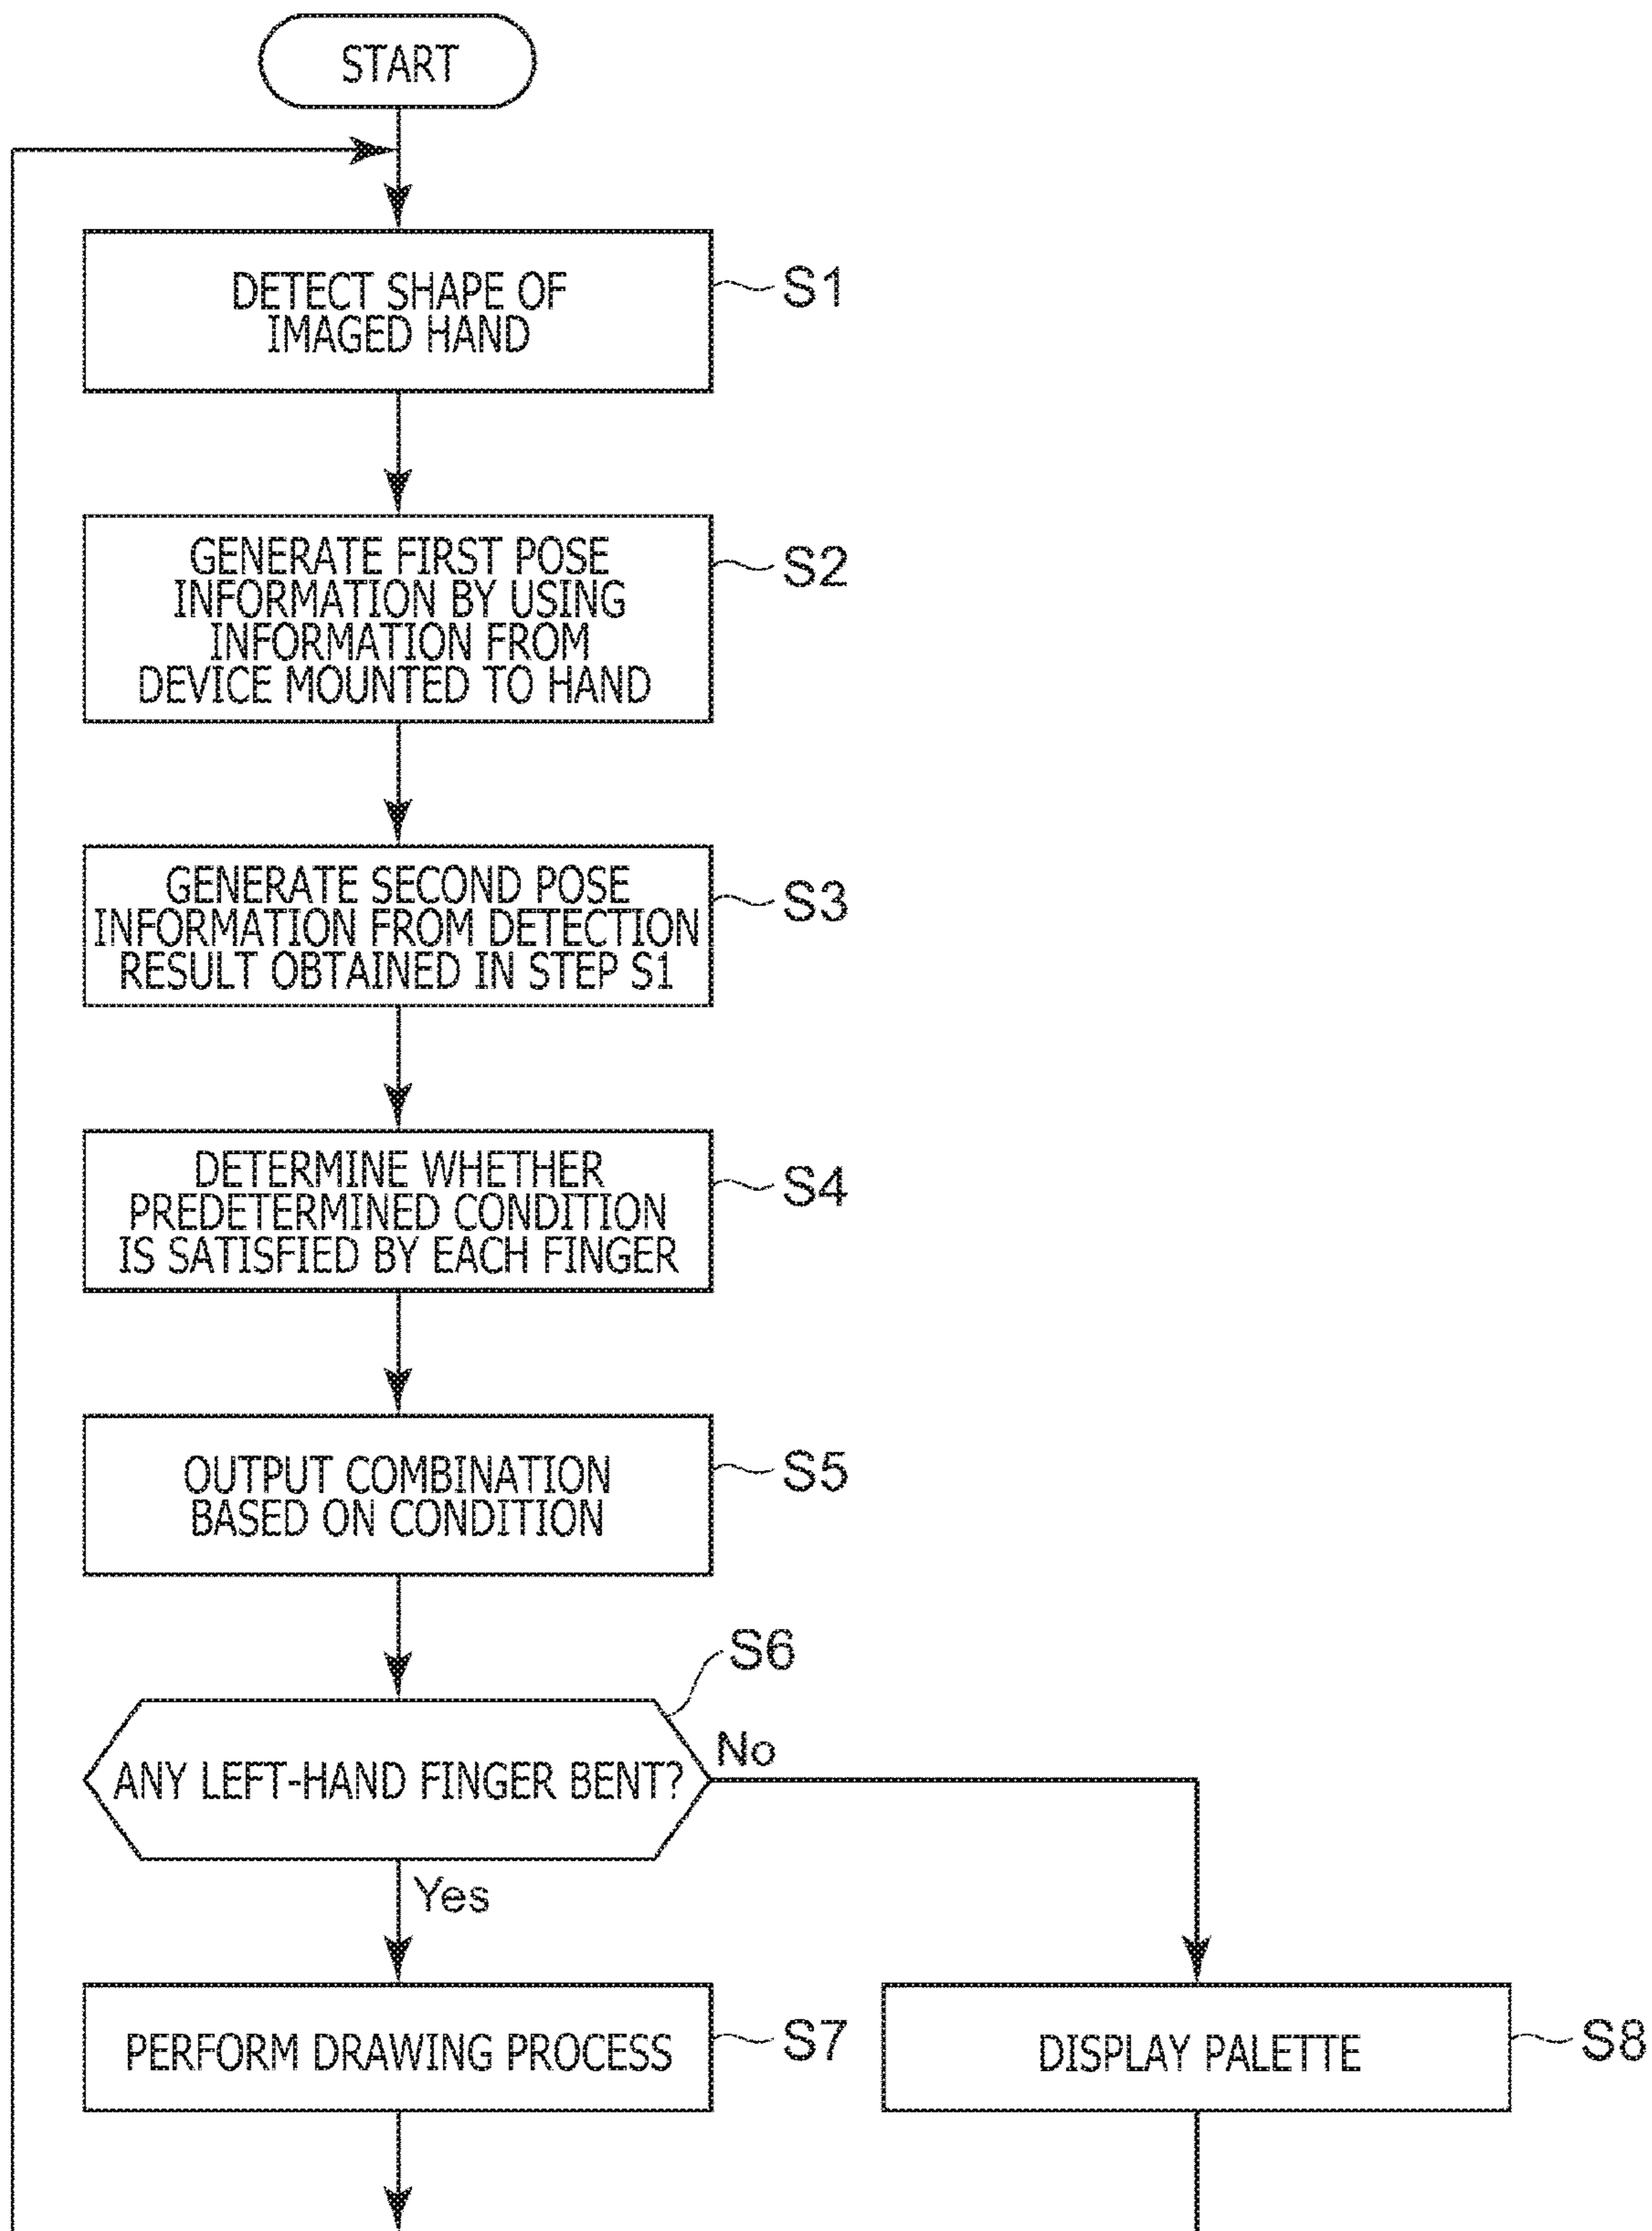 START
DETECT SHAPE OF
IMAGED HAND
S1
GENERATE FIRST POSE
INFORMATION BY USING
INFORMATION FROM
DEVICE MOUNTED TO HAND
S2
GENERATE SECOND POSE
INFORMATION FROM DETECTION
RESULT OBTAINED IN STEP S1
S3
DETERMINE WHETHER
PREDETERMINED CONDITION
IS SATISFIED BY EACH FINGER
S4
OUTPUT COMBINATION
BASED ON CONDITION
S5
S6
ANY LEFT-HAND FINGER BENT?
No
Yes
PERFORM DRAWING PROCESS
S7
DISPLAY PALETTE
S8